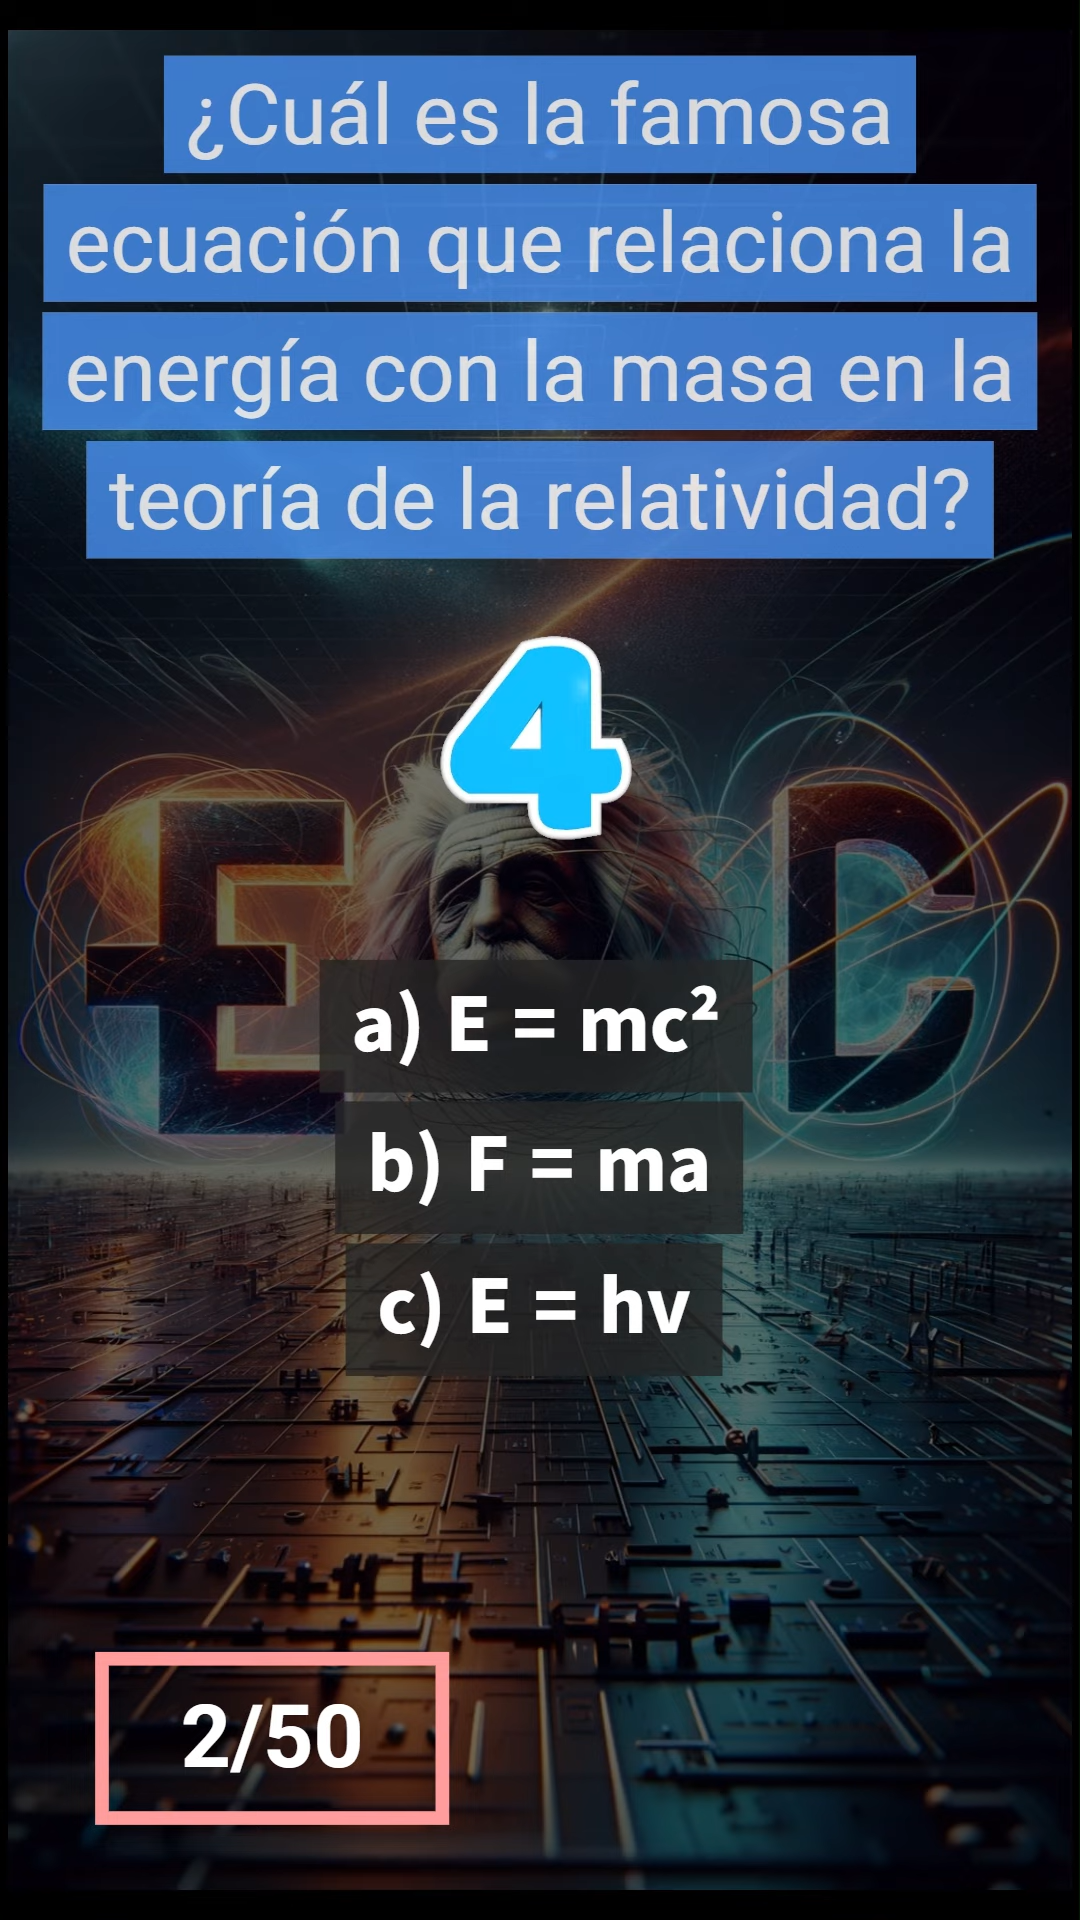 ¿Cuál es la famosa
ecuación que relaciona la
energía con la masa en la
teoría de la relatividad?
4
E C
a) E = mc²
b) F = ma
c) E = hv
2/50